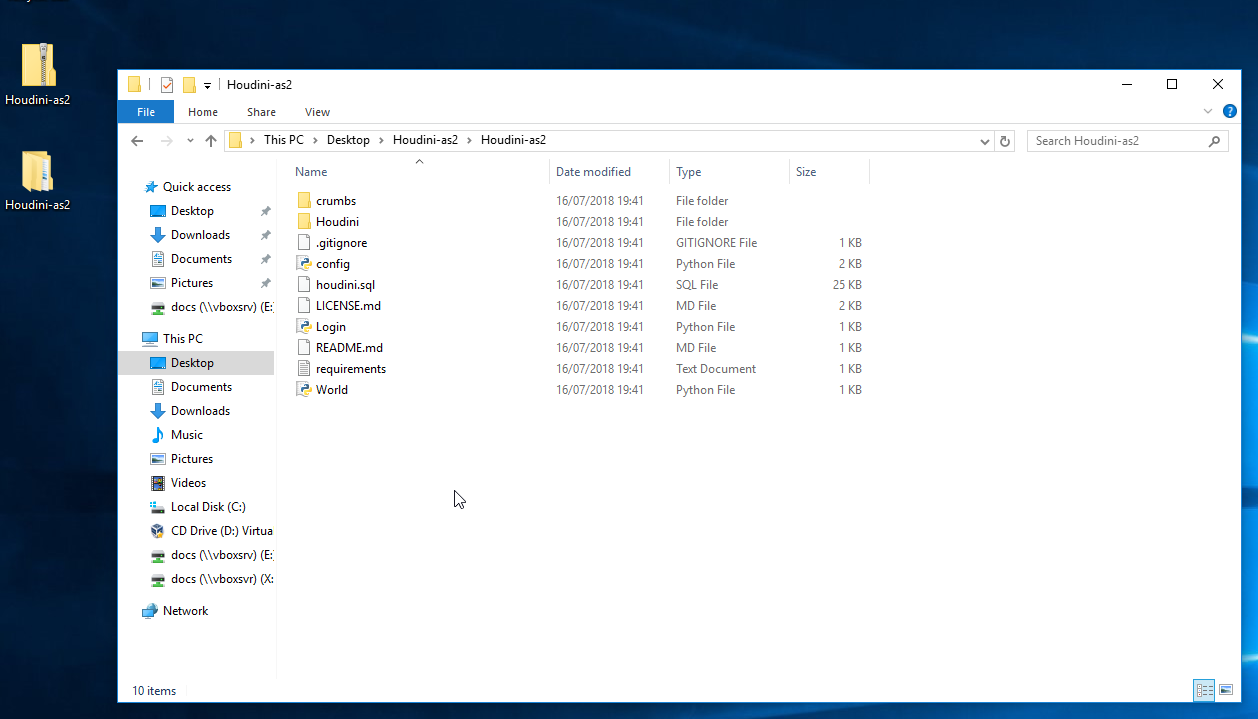 Houdini-as2
Houdini-as2
Houdini-as2
File Home Share View
This PC Desktop Houdini-as2 Houdini-as2
Search Houdini-as2
Name Date modified Type Size
Quick access
Desktop
Downloads
Documents
Pictures
docs (\\vboxsrv) (E:
This PC
Desktop
Documents
Downloads
Music
Pictures
Videos
Local Disk (C:)
CD Drive (D:) Virtua
docs (\\vboxsrv) (E:
docs (\\vboxsvr) (X:
Network
crumbs 16/07/2018 19:41 File folder
Houdini 16/07/2018 19:41 File folder
.gitignore 16/07/2018 19:41 GITIGNORE File 1 KB
config 16/07/2018 19:41 Python File 2 KB
houdini.sql 16/07/2018 19:41 SQL File 25 KB
LICENSE.md 16/07/2018 19:41 MD File 2 KB
Login 16/07/2018 19:41 Python File 1 KB
README.md 16/07/2018 19:41 MD File 1 KB
requirements 16/07/2018 19:41 Text Document 1 KB
World 16/07/2018 19:41 Python File 1 KB
10 items